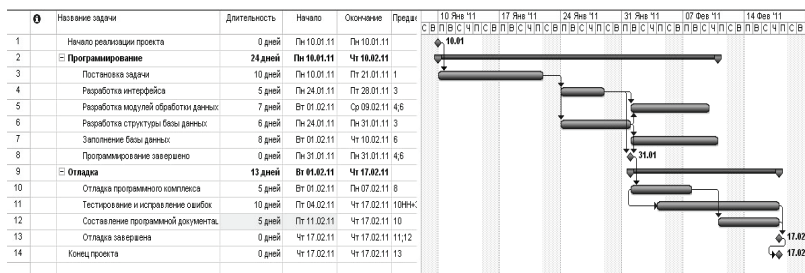 Название задачи Длительность Начало Окончание Предше 10 Янв '11 17 Янв '11 24 Янв '11 31 Янв '11 07 Фев '11 14 Фев '11
С В П В С Ч П С В П В С Ч П С В П В С Ч П С В П В С Ч П С В П В С Ч П С В П В С Ч П
1 Начало реализации проекта 0 дней Пн 10.01.11 Пн 10.01.11 10.01
2 Программирование 24 дней Пн 10.01.11 Чт 10.02.11
3 Постановка задачи 10 дней Пн 10.01.11 Пт 21.01.11 1
4 Разработка интерфейса 5 дней Пн 24.01.11 Пт 28.01.11 3
5 Разработка модулей обработки данных 7 дней Вт 01.02.11 Ср 09.02.11 4;6
6 Разработка структуры базы данных 6 дней Пн 24.01.11 Пн 31.01.11 3
7 Заполнение базы данных 8 дней Вт 01.02.11 Чт 10.02.11 6
8 Программирование завершено 0 дней Пн 31.01.11 Пн 31.01.11 4;6 31.01
9 Отладка 13 дней Вт 01.02.11 Чт 17.02.11
10 Отладка программного комплекса 5 дней Вт 01.02.11 Пн 07.02.11 8
11 Тестирование и исправление ошибок 10 дней Пт 04.02.11 Чт 17.02.11 10НН+3
12 Составление программной документац 5 дней Пт 11.02.11 Чт 17.02.11 10
13 Отладка завершена 0 дней Чт 17.02.11 Чт 17.02.11 11;12 17.02
14 Конец проекта 0 дней Чт 17.02.11 Чт 17.02.11 13 17.02